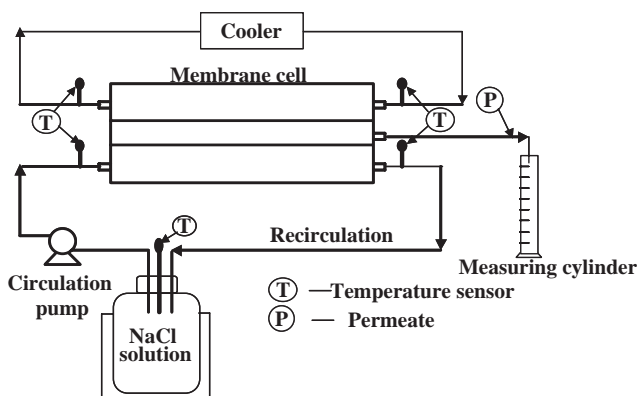 Cooler
Membrane cell
P
T
T
T
Recirculation
Circulation
pump
Measuring cylinder
T —Temperature sensor
P — Permeate
NaCl
solution